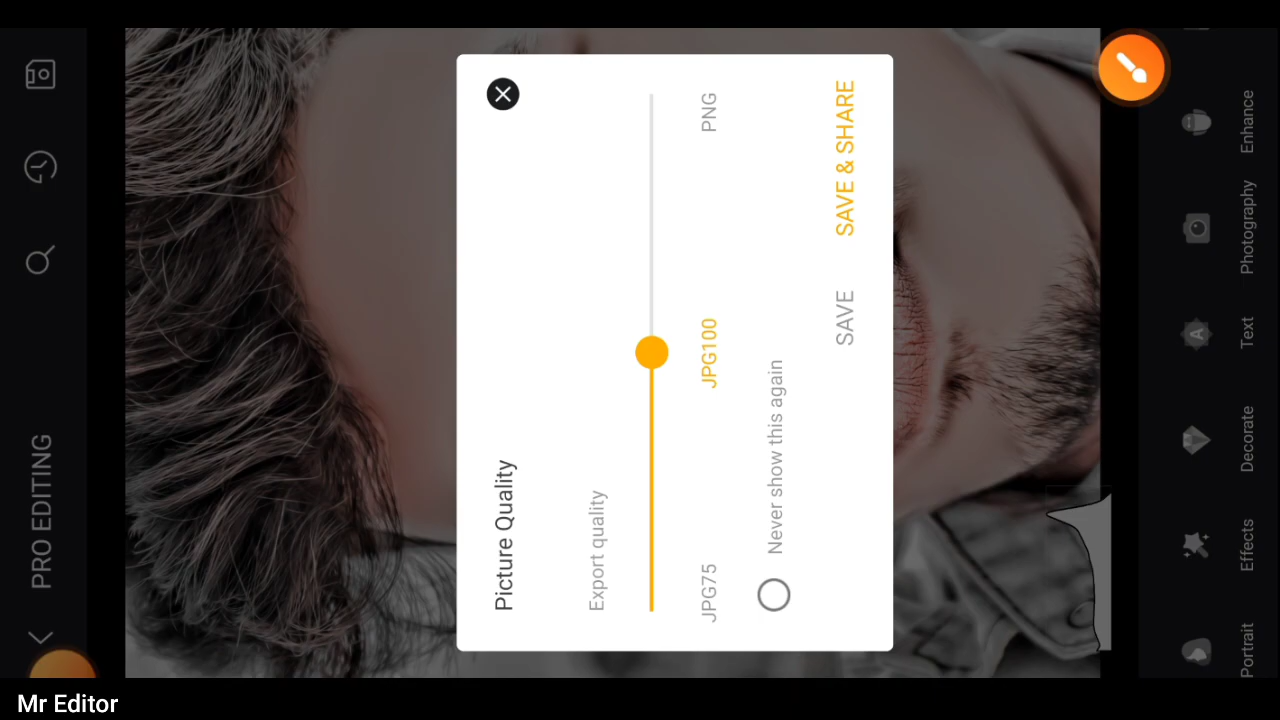 PRO EDITING
Picture Quality
Export quality
JPG75 JPG100 PNG
Never show this again
SAVE SAVE & SHARE
Portrait Effects Decorate Text Photography Enhance
Mr Editor